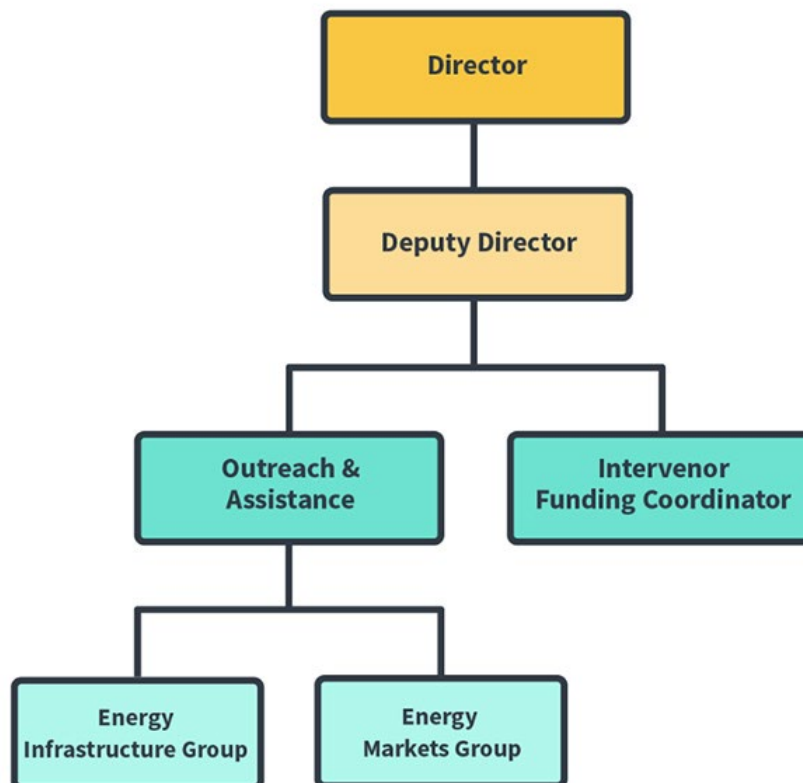 Director
Deputy Director
Outreach &
Assistance
Intervenor
Funding Coordinator
Energy
Infrastructure Group
Energy
Markets Group